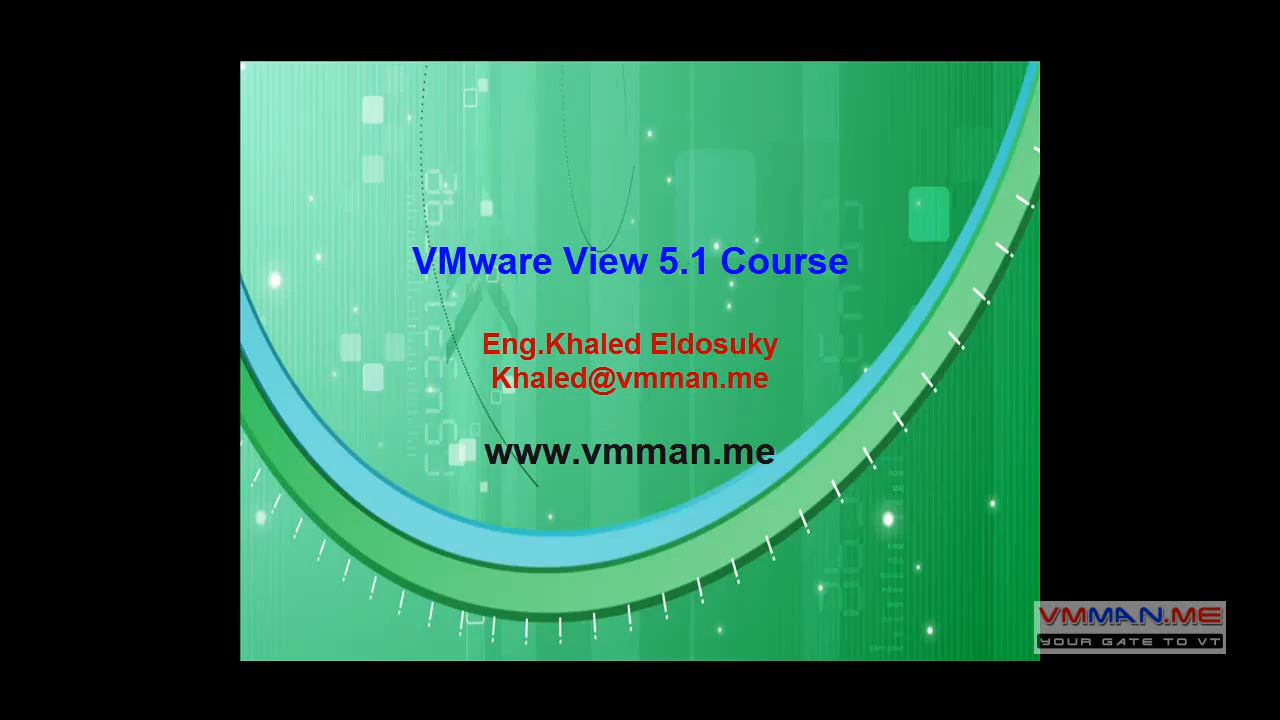 VMware View 5.1 Course
Eng.Khaled Eldosuky
Khaled@vmman.me
www.vmman.me
VMMAN.ME
YOUR GATE TO VT